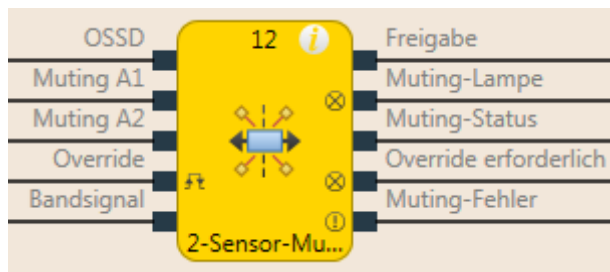 OSSD
12
i
Freigabe
Muting A1
Muting-Lampe
Muting A2
Muting-Status
Override
Override erforderlich
Bandsignal
Muting-Fehler
2-Sensor-Mu...